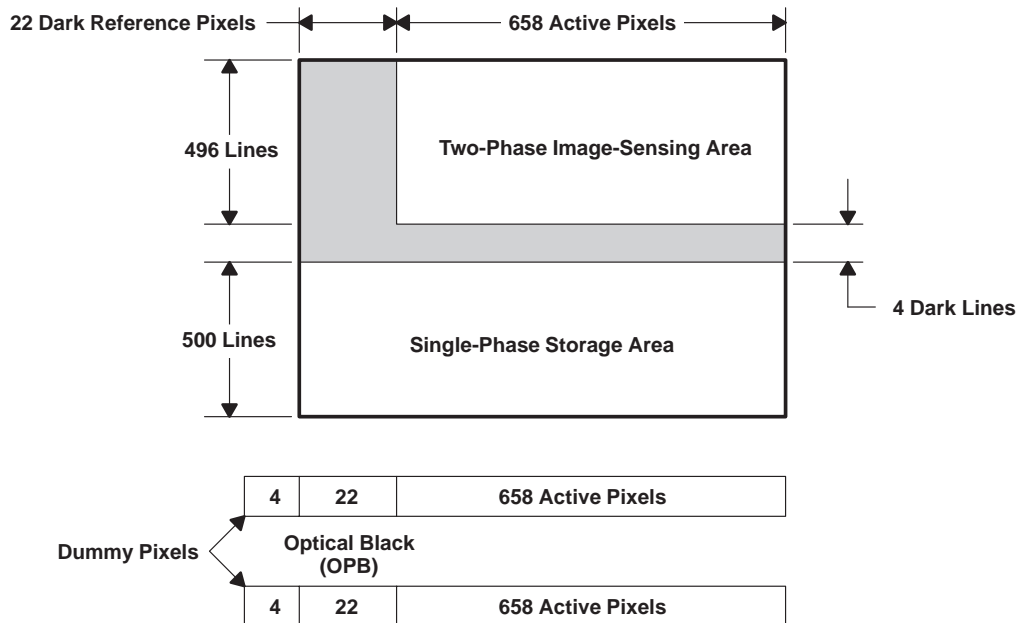 22 Dark Reference Pixels
658 Active Pixels
496 Lines
Two-Phase Image-Sensing Area
4 Dark Lines
500 Lines
Single-Phase Storage Area
4 22 658 Active Pixels
Dummy Pixels
Optical Black
(OPB)
4 22 658 Active Pixels